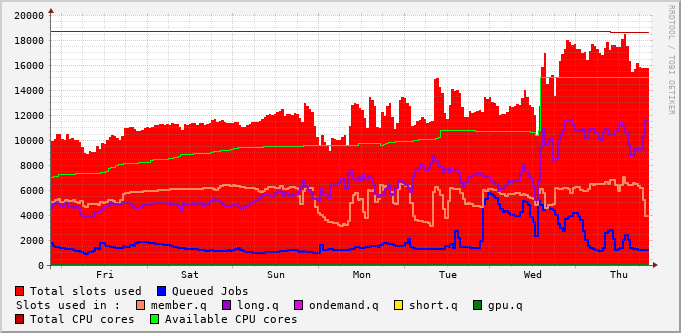 20000
18000
16000
14000
12000
10000
8000
6000
4000
2000
0
Fri Sat Sun Mon Tue Wed Thu
RRDTOOL / TOBI OETIKER
Total slots used Queued Jobs
Slots used in : member.q long.q ondemand.q short.q gpu.q
Total CPU cores Available CPU cores